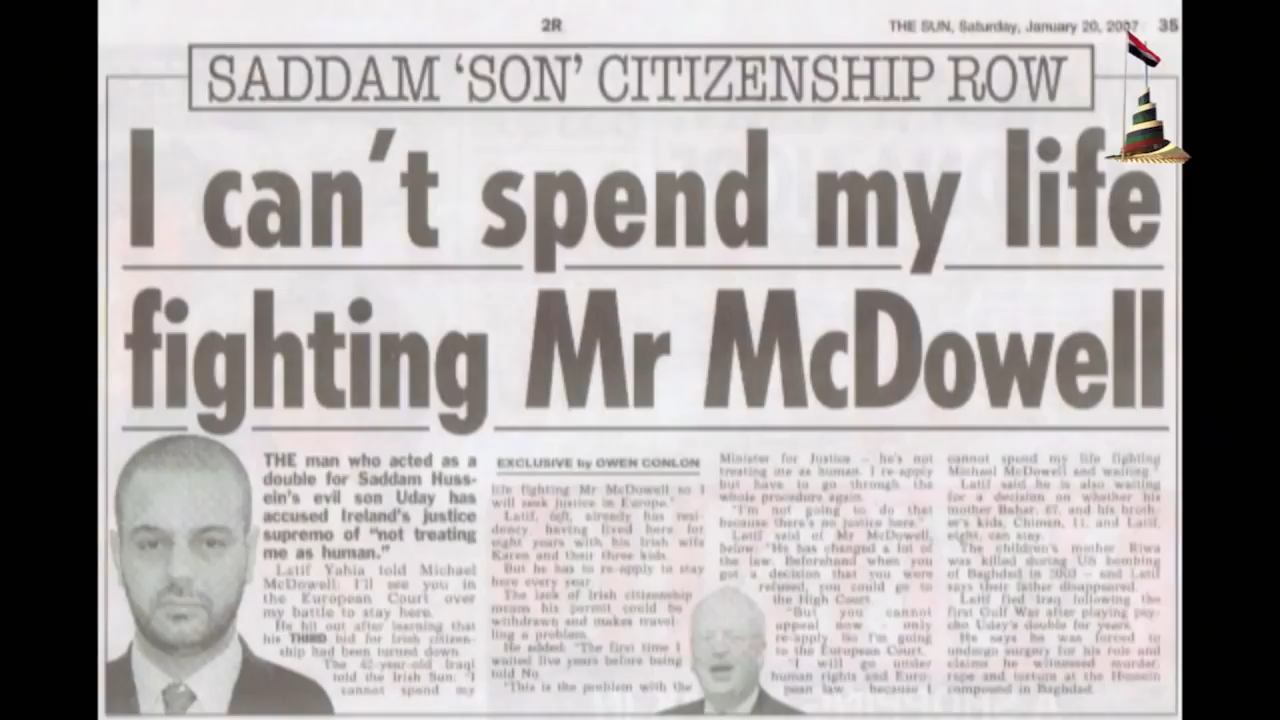 2R
THE SUN, Saturday, January 20, 2007 35
SADDAM 'SON' CITIZENSHIP ROW
I can't spend my life
fighting Mr McDowell
THE man who acted as a
double for Saddam Huss-
ein's evil son Uday has
accused Ireland's justice
supremo of "not treating
me as human."
Latif Yahia told Michael
McDowell: I'll see you in
the European Court over
my battle to stay here.
He hit out after learning that
his THIRD bid for Irish citizen-
ship had been turned down.
The 42-year-old Iraqi
told the Irish Sun: "I
cannot spend my
EXCLUSIVE by OWEN CONLON
life fighting Mr McDowell so I
will seek justice in Europe."
Latif, left, already has resi-
dency having lived here for
eight years with his Irish wife
Karen and their three kids.
But he has to re-apply to stay
here every year.
The lack of Irish citizenship
means his permit could be
withdrawn and makes travel-
ling a problem.
He added: "The first time I
waited five years before being
told No.
"This is the problem with the
Minister for Justice – he's not
treating me as human. I re-apply
but have to go through the
whole procedure again.
"I'm not going to do that
because there's no justice here."
Latif said of Mr McDowell,
below: "He has changed a lot of
the law. Beforehand when you
got a decision that you were
refused, you could go to
the High Court.
"But you cannot
appeal now – only
re-apply. So I'm going
to the European Court.
"I will go under
human rights and Euro-
pean law because I
cannot spend my life fighting
Michael McDowell and waiting."
Latif said he is also waiting
for a decision on whether his
mother Bahar, 67, and his broth-
er's kids, 11, and Latif,
eight, can stay.
The children's mother Riwa
was killed during US bombing
of Baghdad in 2003 – and Latif
says their father disappeared.
Latif fled Iraq following the
first Gulf War after playing psy-
cho Uday's double for years.
He says he was forced to
undergo surgery for his role and
claims he witnessed murder,
rape and torture at the Hussein
compound in Baghdad.